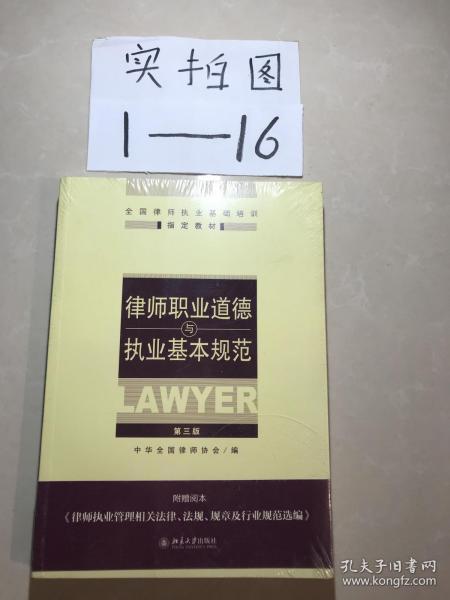 实拍图
1—16
全国律师执业基础培训
指定教材
律师职业道德
与
执业基本规范
LAWYER
第三版
中华全国律师协会/编
附赠阅本
《律师执业管理相关法律、法规、规章及行业规范选编》
北京大学出版社
PEKING UNIVERSITY PRESS
孔夫子旧书网
www.kongfz.com